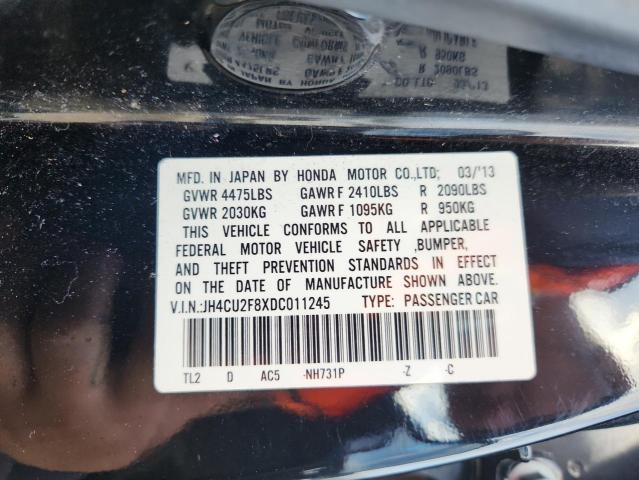 MFD. IN JAPAN BY HONDA MOTOR CO.,LTD; 03/'13
GVWR 4475LBS GAWR F 2410LBS R 2090LBS
GVWR 2030KG GAWR F 1095KG R 950KG
THIS VEHICLE CONFORMS TO ALL APPLICABLE
FEDERAL MOTOR VEHICLE SAFETY ,BUMPER,
AND THEFT PREVENTION STANDARDS IN EFFECT
ON THE DATE OF MANUFACTURE SHOWN ABOVE.
V.I.N.:JH4CU2F8XDC011245 TYPE: PASSENGER CAR
TL2 D AC5 -NH731P -Z -C